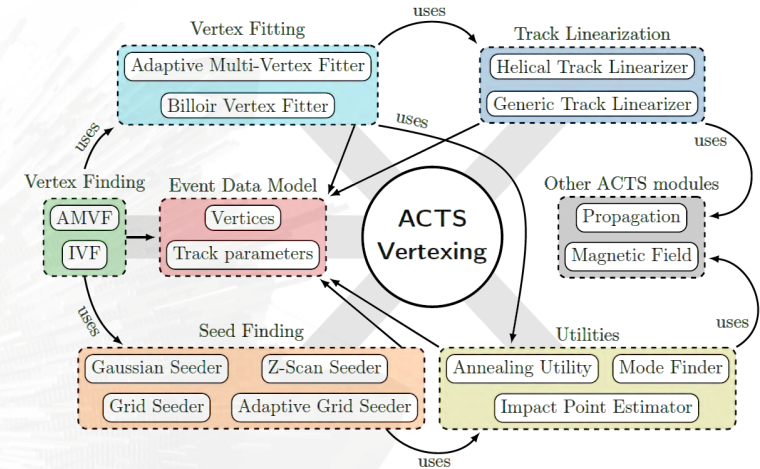 Vertex Fitting
uses
Track Linearization
Adaptive Multi-Vertex Fitter
Billoir Vertex Fitter
Helical Track Linearizer
Generic Track Linearizer
uses
uses
uses
Vertex Finding
AMVF
IVF
Event Data Model
Vertices
Track parameters
ACTS
Vertexing
Other ACTS modules
Propagation
Magnetic Field
uses
Seed Finding
Gaussian Seeder
Z-Scan Seeder
Grid Seeder
Adaptive Grid Seeder
Utilities
uses
Annealing Utility
Mode Finder
Impact Point Estimator
uses